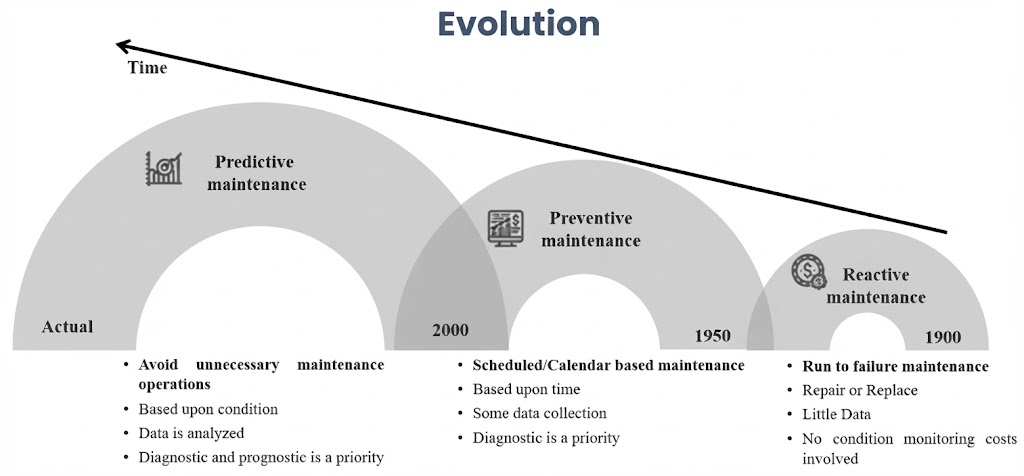 Evolution
Time
Predictive
maintenance
Preventive
maintenance
Reactive
maintenance
Actual
2000
1950
1900
• Avoid unnecessary maintenance
operations
• Based upon condition
• Data is analyzed
• Diagnostic and prognostic is a priority
• Scheduled/Calendar based maintenance
• Based upon time
• Some data collection
• Diagnostic is a priority
• Run to failure maintenance
• Repair or Replace
• Little Data
• No condition monitoring costs
involved